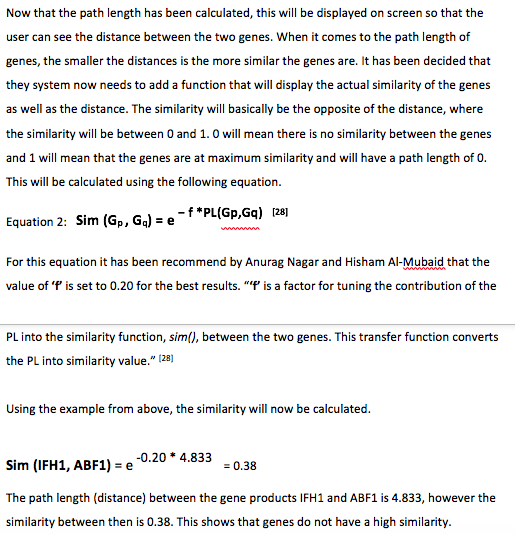 Now that the path length has been calculated, this will be displayed on screen so that the
user can see the distance between the two genes. When it comes to the path length of
genes, the smaller the distances is the more similar the genes are. It has been decided that
they system now needs to add a function that will display the actual similarity of the genes
as well as the distance. The similarity will basically be the opposite of the distance, where
the similarity will be between 0 and 1. 0 will mean there is no similarity between the genes
and 1 will mean that the genes are at maximum similarity and will have a path length of 0.
This will be calculated using the following equation.
Equation 2: Sim (Gp, Gq) = e -f *PL(Gp,Gq) [28]
For this equation it has been recommend by Anurag Nagar and Hisham Al-Mubaid that the
value of 'f' is set to 0.20 for the best results. "'f' is a factor for tuning the contribution of the
PL into the similarity function, sim(), between the two genes. This transfer function converts
the PL into similarity value." [28]
Using the example from above, the similarity will now be calculated.
Sim (IFH1, ABF1) = e -0.20 * 4.833 = 0.38
The path length (distance) between the gene products IFH1 and ABF1 is 4.833, however the
similarity between then is 0.38. This shows that genes do not have a high similarity.